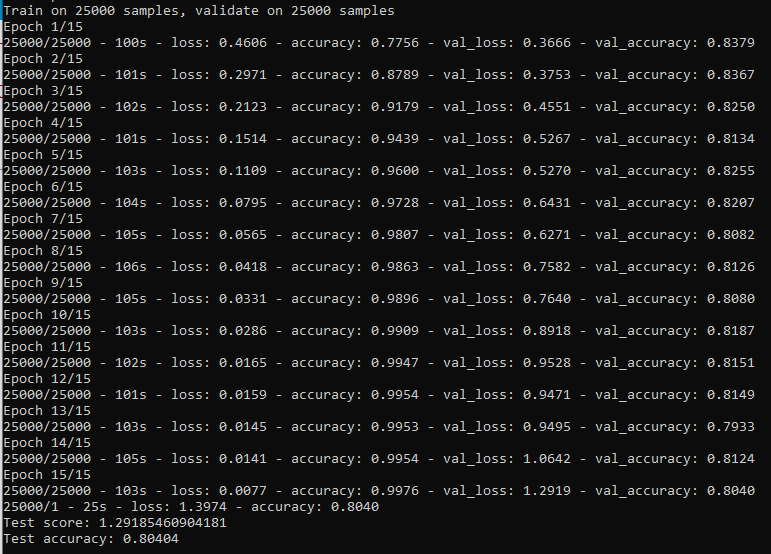 Train on 25000 samples, validate on 25000 samples
Epoch 1/15
25000/25000 - 100s - loss: 0.4606 - accuracy: 0.7756 - val_loss: 0.3666 - val_accuracy: 0.8379
Epoch 2/15
25000/25000 - 101s - loss: 0.2971 - accuracy: 0.8789 - val_loss: 0.3753 - val_accuracy: 0.8367
Epoch 3/15
25000/25000 - 102s - loss: 0.2123 - accuracy: 0.9179 - val_loss: 0.4551 - val_accuracy: 0.8250
Epoch 4/15
25000/25000 - 101s - loss: 0.1514 - accuracy: 0.9439 - val_loss: 0.5267 - val_accuracy: 0.8134
Epoch 5/15
25000/25000 - 103s - loss: 0.1109 - accuracy: 0.9600 - val_loss: 0.5270 - val_accuracy: 0.8255
Epoch 6/15
25000/25000 - 104s - loss: 0.0795 - accuracy: 0.9728 - val_loss: 0.6431 - val_accuracy: 0.8207
Epoch 7/15
25000/25000 - 105s - loss: 0.0565 - accuracy: 0.9807 - val_loss: 0.6271 - val_accuracy: 0.8082
Epoch 8/15
25000/25000 - 106s - loss: 0.0418 - accuracy: 0.9863 - val_loss: 0.7582 - val_accuracy: 0.8126
Epoch 9/15
25000/25000 - 105s - loss: 0.0331 - accuracy: 0.9896 - val_loss: 0.7640 - val_accuracy: 0.8080
Epoch 10/15
25000/25000 - 103s - loss: 0.0286 - accuracy: 0.9909 - val_loss: 0.8918 - val_accuracy: 0.8187
Epoch 11/15
25000/25000 - 102s - loss: 0.0165 - accuracy: 0.9947 - val_loss: 0.9528 - val_accuracy: 0.8151
Epoch 12/15
25000/25000 - 101s - loss: 0.0159 - accuracy: 0.9954 - val_loss: 0.9471 - val_accuracy: 0.8149
Epoch 13/15
25000/25000 - 103s - loss: 0.0145 - accuracy: 0.9953 - val_loss: 0.9495 - val_accuracy: 0.7933
Epoch 14/15
25000/25000 - 105s - loss: 0.0141 - accuracy: 0.9954 - val_loss: 1.0642 - val_accuracy: 0.8124
Epoch 15/15
25000/25000 - 103s - loss: 0.0077 - accuracy: 0.9976 - val_loss: 1.2919 - val_accuracy: 0.8040
25000/1 - 25s - loss: 1.3974 - accuracy: 0.8040
Test score: 1.29185460904181
Test accuracy: 0.80404